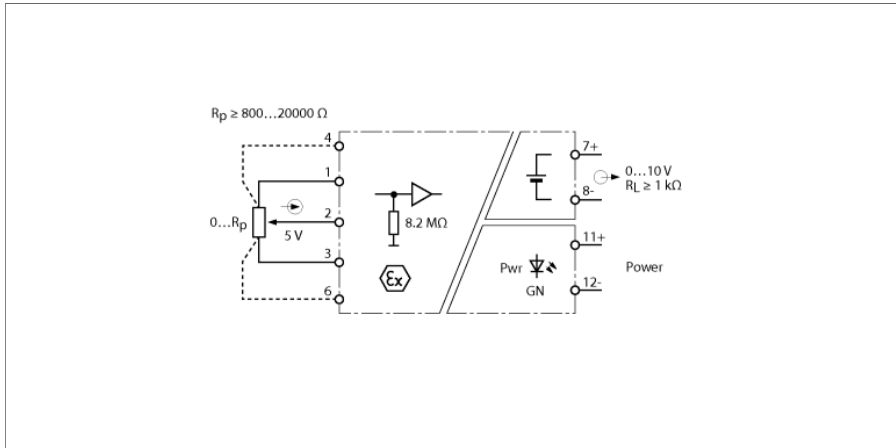 Rp ≥ 800...20000 Ω
4
1
2
3
6
0...Rp
5 V
8.2 MΩ
εx
7+
8-
0...10 V
RL ≥ 1 kΩ
11+
12-
Pwr
GN
Power